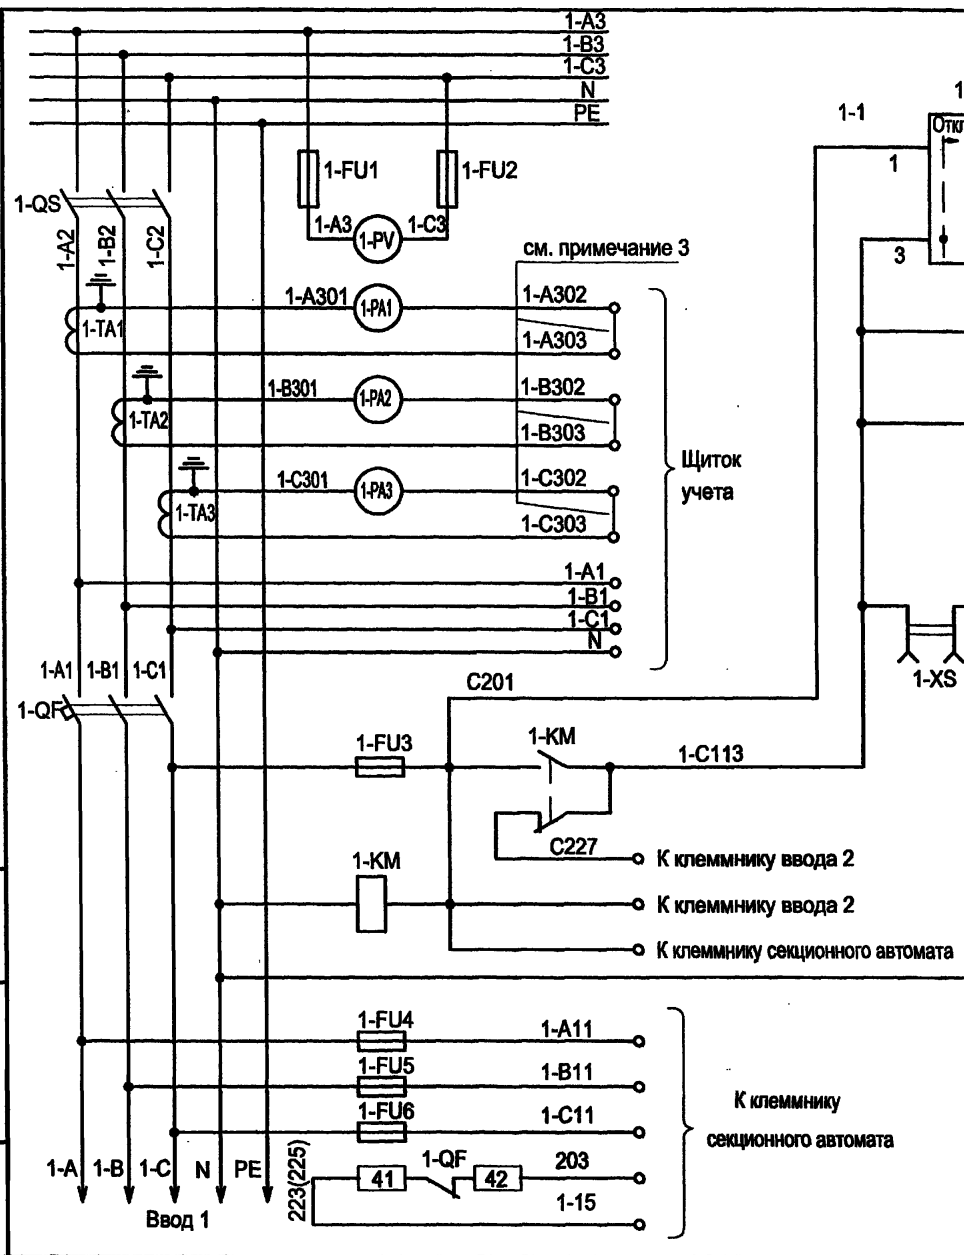 1-A3
1-B3
1-C3
N
PE
1-1
1
Откл
1
3
1-FU1
1-FU2
1-QS
1-A3
1-PV
1-C3
1-A2
1-B2
1-C2
см. примечание 3
1-A301
1-PA1
1-A302
1-TA1
1-A303
1-B301
1-PA2
1-B302
1-TA2
1-B303
Щиток
учета
1-C301
1-PA3
1-C302
1-TA3
1-C303
1-A1
1-B1
1-C1
N
1-A1
1-B1
1-C1
C201
1-XS
1-QF
1-FU3
1-KM
1-C113
C227
К клеммнику ввода 2
1-KM
К клеммнику ввода 2
К клеммнику секционного автомата
1-FU4
1-A11
1-FU5
1-B11
1-FU6
1-C11
К клеммнику
секционного автомата
1-A
1-B
1-C
N
PE
223(225)
41
1-QF
42
203
1-15
Ввод 1